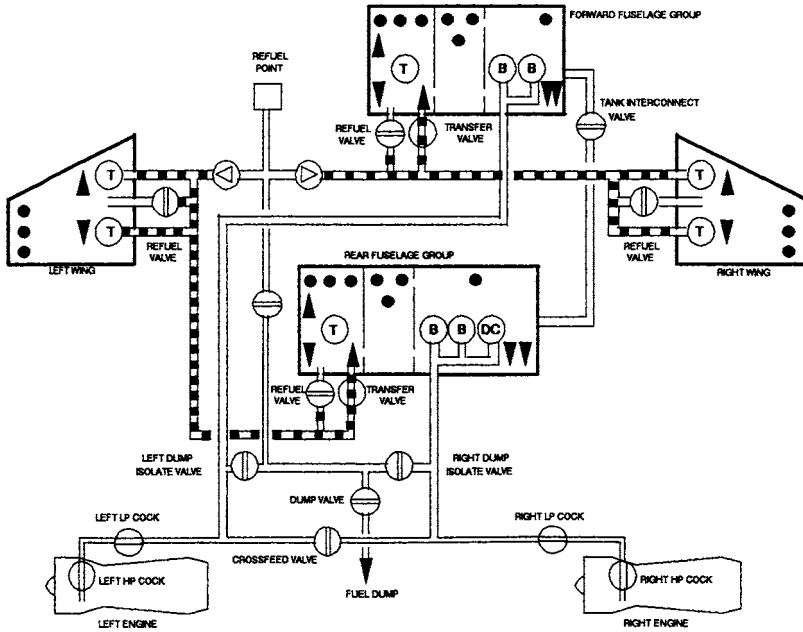 FORWARD FUSELAGE GROUP
REFUEL
POINT
T
B B
TANK INTERCONNECT
VALVE
REFUEL
VALVE
TRANSFER
VALVE
T
T
T
T
REFUEL
VALVE
REFUEL
VALVE
LEFT WING
RIGHT WING
REAR FUSELAGE GROUP
T
B B DC
REFUEL
VALVE
TRANSFER
VALVE
LEFT DUMP
ISOLATE VALVE
RIGHT DUMP
ISOLATE VALVE
DUMP VALVE
LEFT LP COCK
RIGHT LP COCK
CROSSFEED VALVE
LEFT HP COCK
RIGHT HP COCK
FUEL DUMP
LEFT ENGINE
RIGHT ENGINE